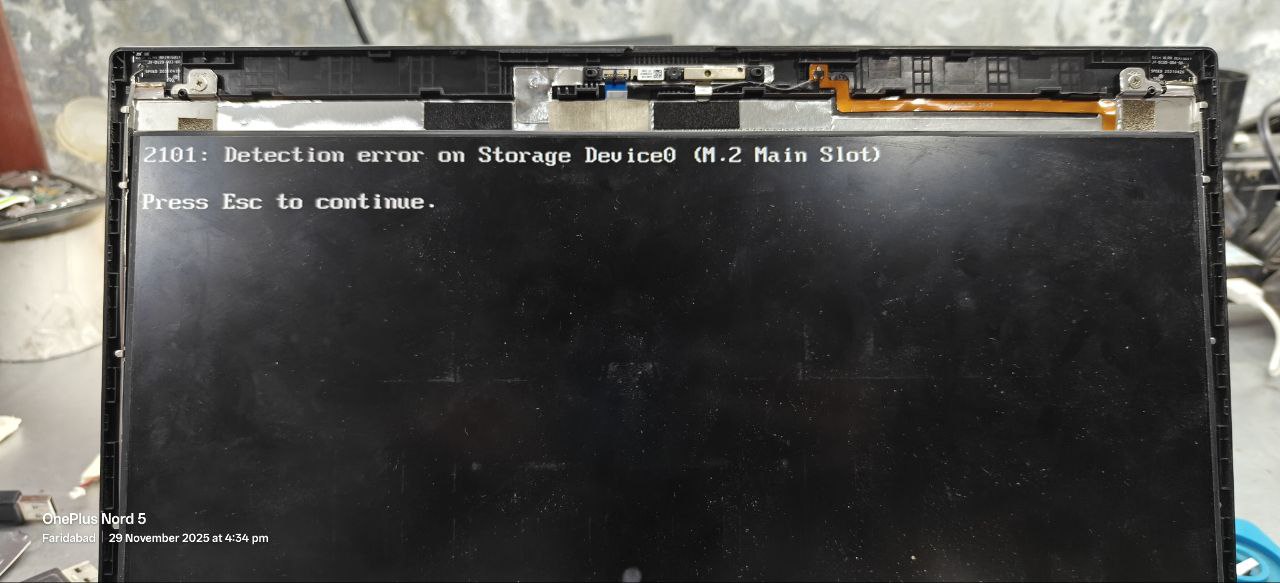 2101: Detection error on Storage Device0 (M.2 Main Slot)
Press Esc to continue.
OnePlus Nord 5
Faridabad | 29 November 2025 at 4:34 pm